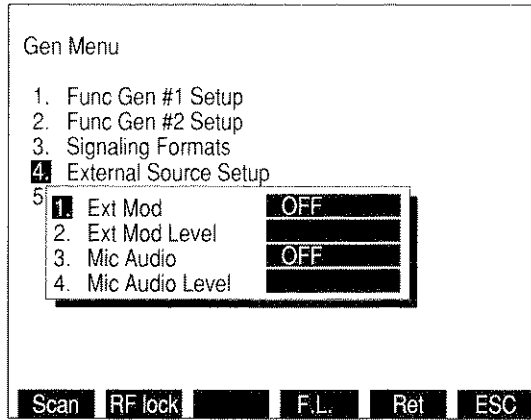 Gen Menu
1. Func Gen #1 Setup
2. Func Gen #2 Setup
3. Signaling Formats
4. External Source Setup
5
1. Ext Mod OFF
2. Ext Mod Level
3. Mic Audio OFF
4. Mic Audio Level
Scan RF lock F.L. Ret ESC